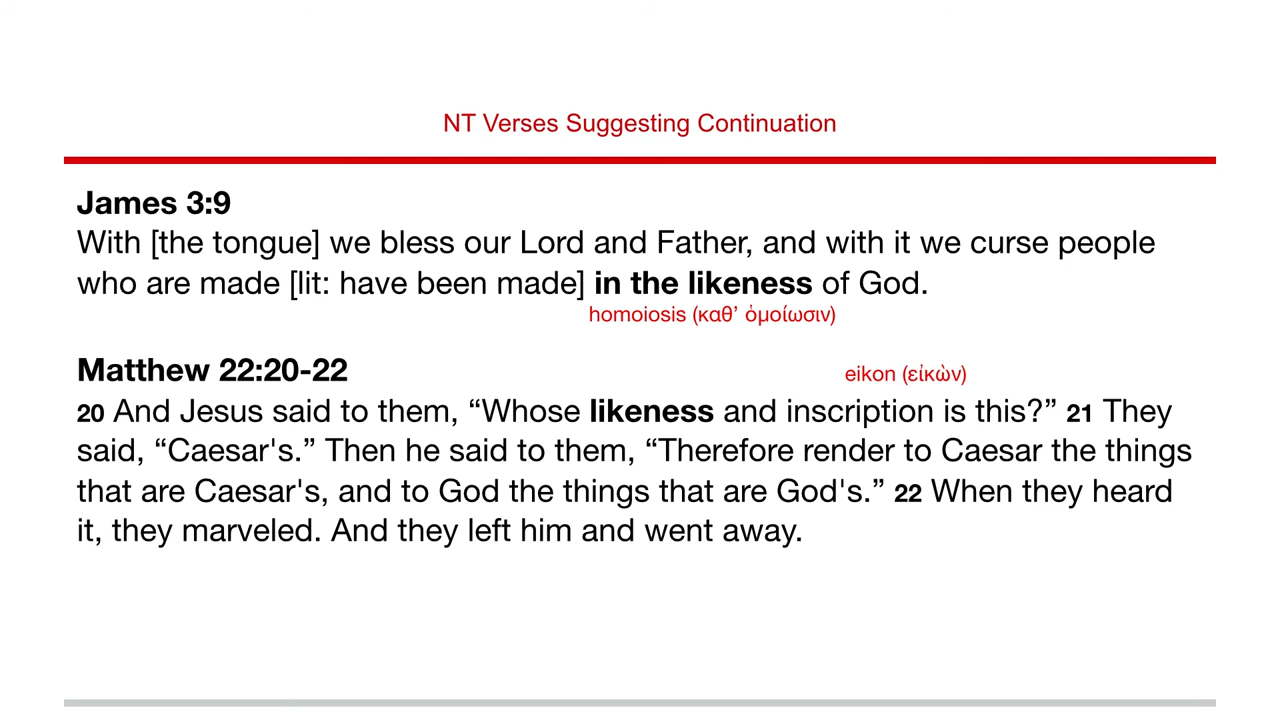 NT Verses Suggesting Continuation
James 3:9
With [the tongue] we bless our Lord and Father, and with it we curse people
who are made [lit: have been made] in the likeness of God.
homoiosis (καθ’ ὁμοίωσιν)
Matthew 22:20-22
eikon (εἰκὼν)
20 And Jesus said to them, “Whose likeness and inscription is this?” 21 They
said, “Caesar's.” Then he said to them, “Therefore render to Caesar the things
that are Caesar's, and to God the things that are God's.” 22 When they heard
it, they marveled. And they left him and went away.